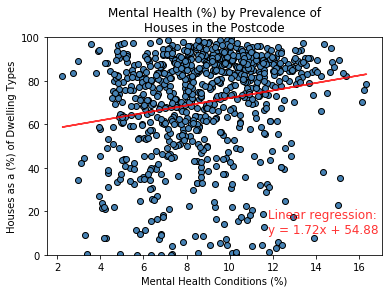 Mental Health (%) by Prevalence of
Houses in the Postcode
Houses as a (%) of Dwelling Types
100
80
60
40
20
0
Linear regression:
y = 1.72x + 54.88
2 4 6 8 10 12 14 16
Mental Health Conditions (%)